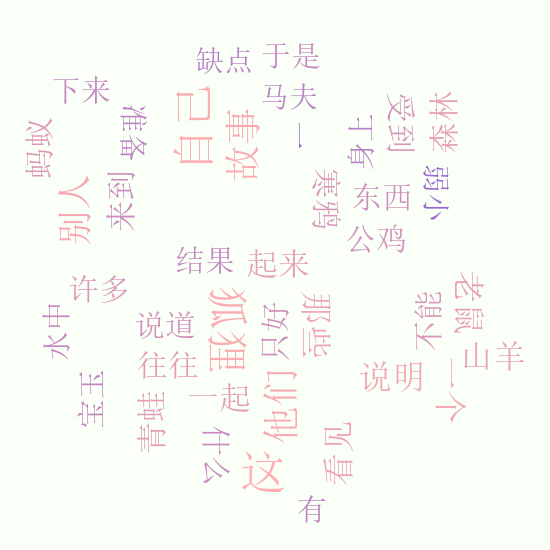 缺点
于是
马夫
下来
准备
蚂蚁
自己
故事
一
上身
受到
森林
弱小
寒鸦
东西
来到
别人
公鸡
结果
起来
许多
水中
说道
狐狸
只好
那些
不能
老鼠
山羊
往往
说明
一个
宝玉
青蛙
一起
他们
什么
这
看见
有